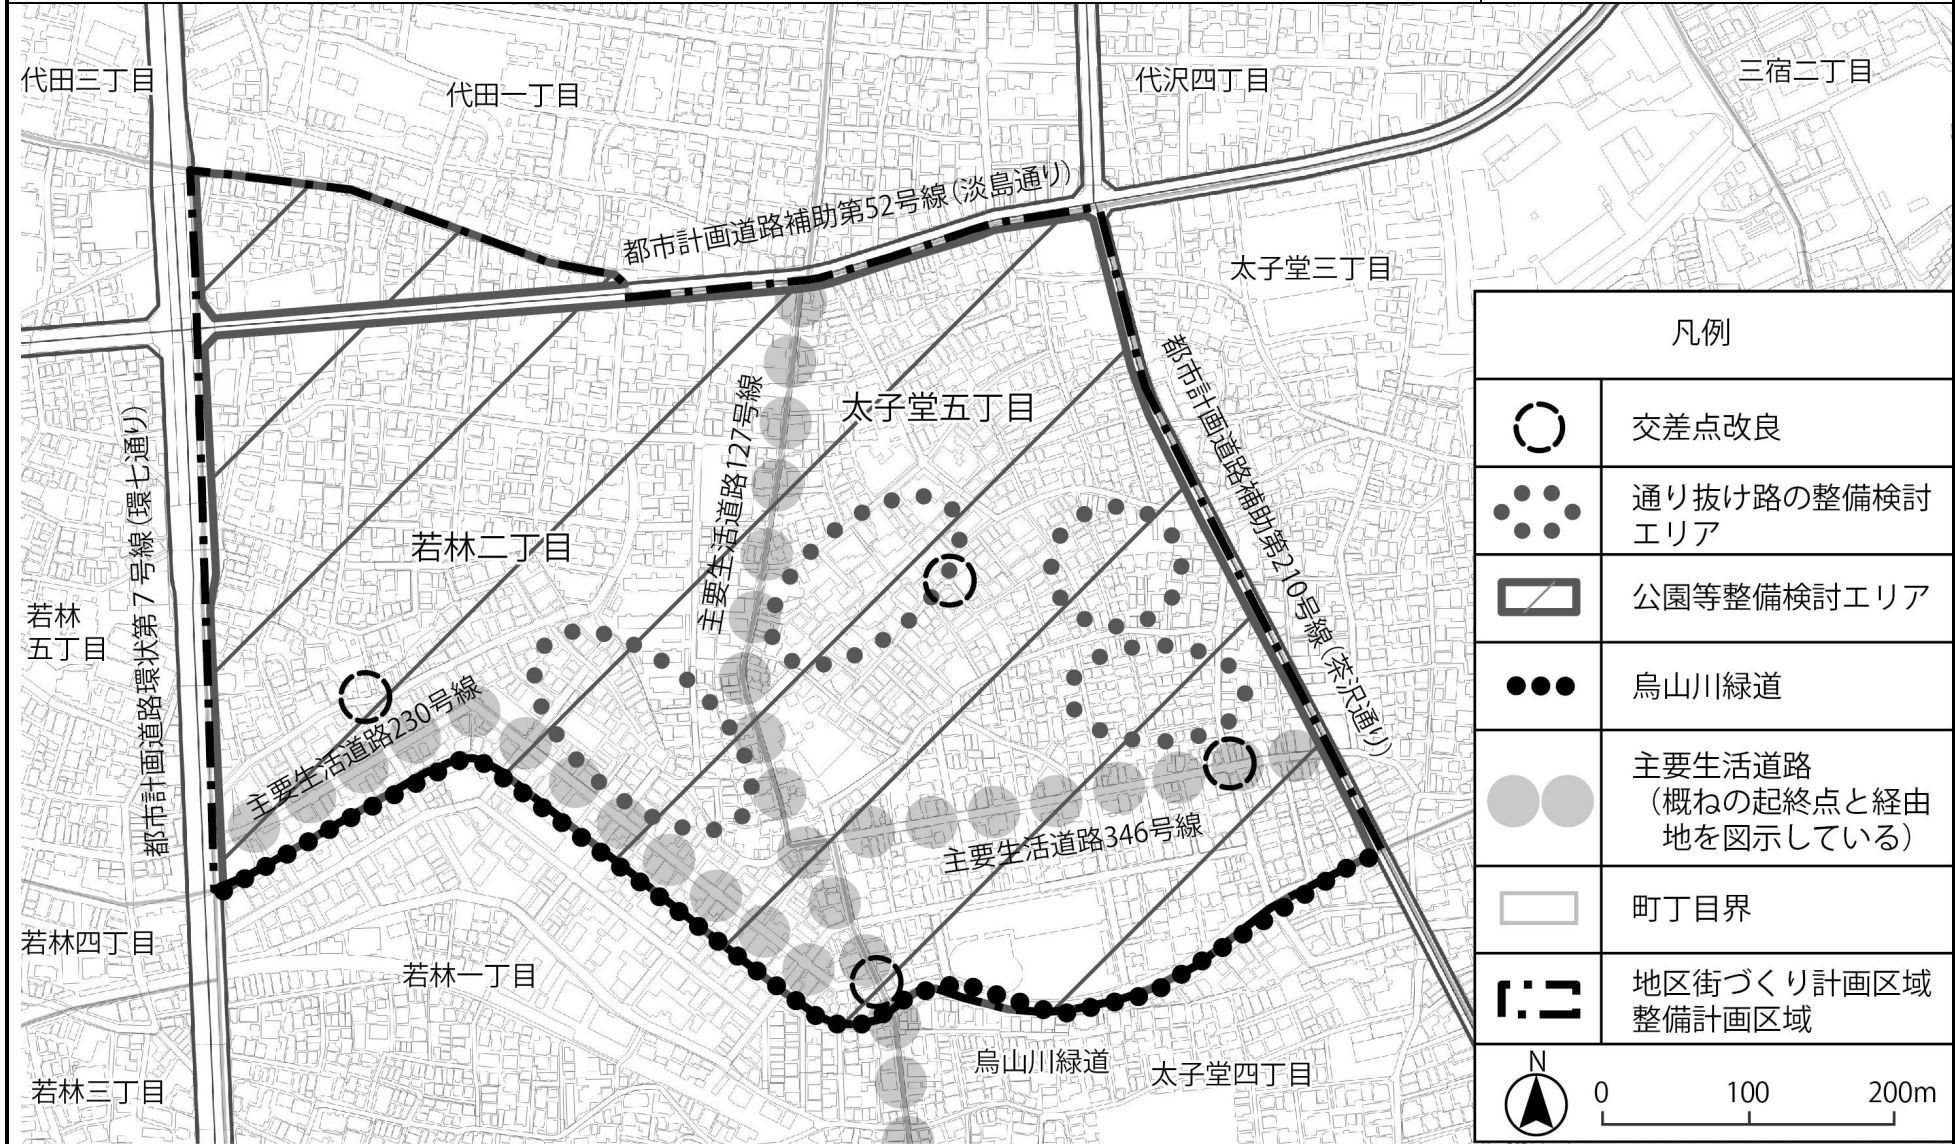 代田三丁目
代田一丁目
代沢四丁目
三宿二丁目
都市計画道路補助第52号線(淡島通り)
太子堂三丁目
都市計画道路環状第7号線(環七通り)
主要生活道路127号線
太子堂五丁目
都市計画道路補助第210号線(茶沢通り)
若林二丁目
若林
五丁目
主要生活道路230号線
主要生活道路346号線
若林四丁目
若林一丁目
烏山川緑道
太子堂四丁目
若林三丁目
凡例
交差点改良
通り抜け路の整備検討
エリア
公園等整備検討エリア
烏山川緑道
主要生活道路
(概ねの起終点と経由
地を図示している)
町丁目界
地区街づくり計画区域
整備計画区域
N
0 100 200m